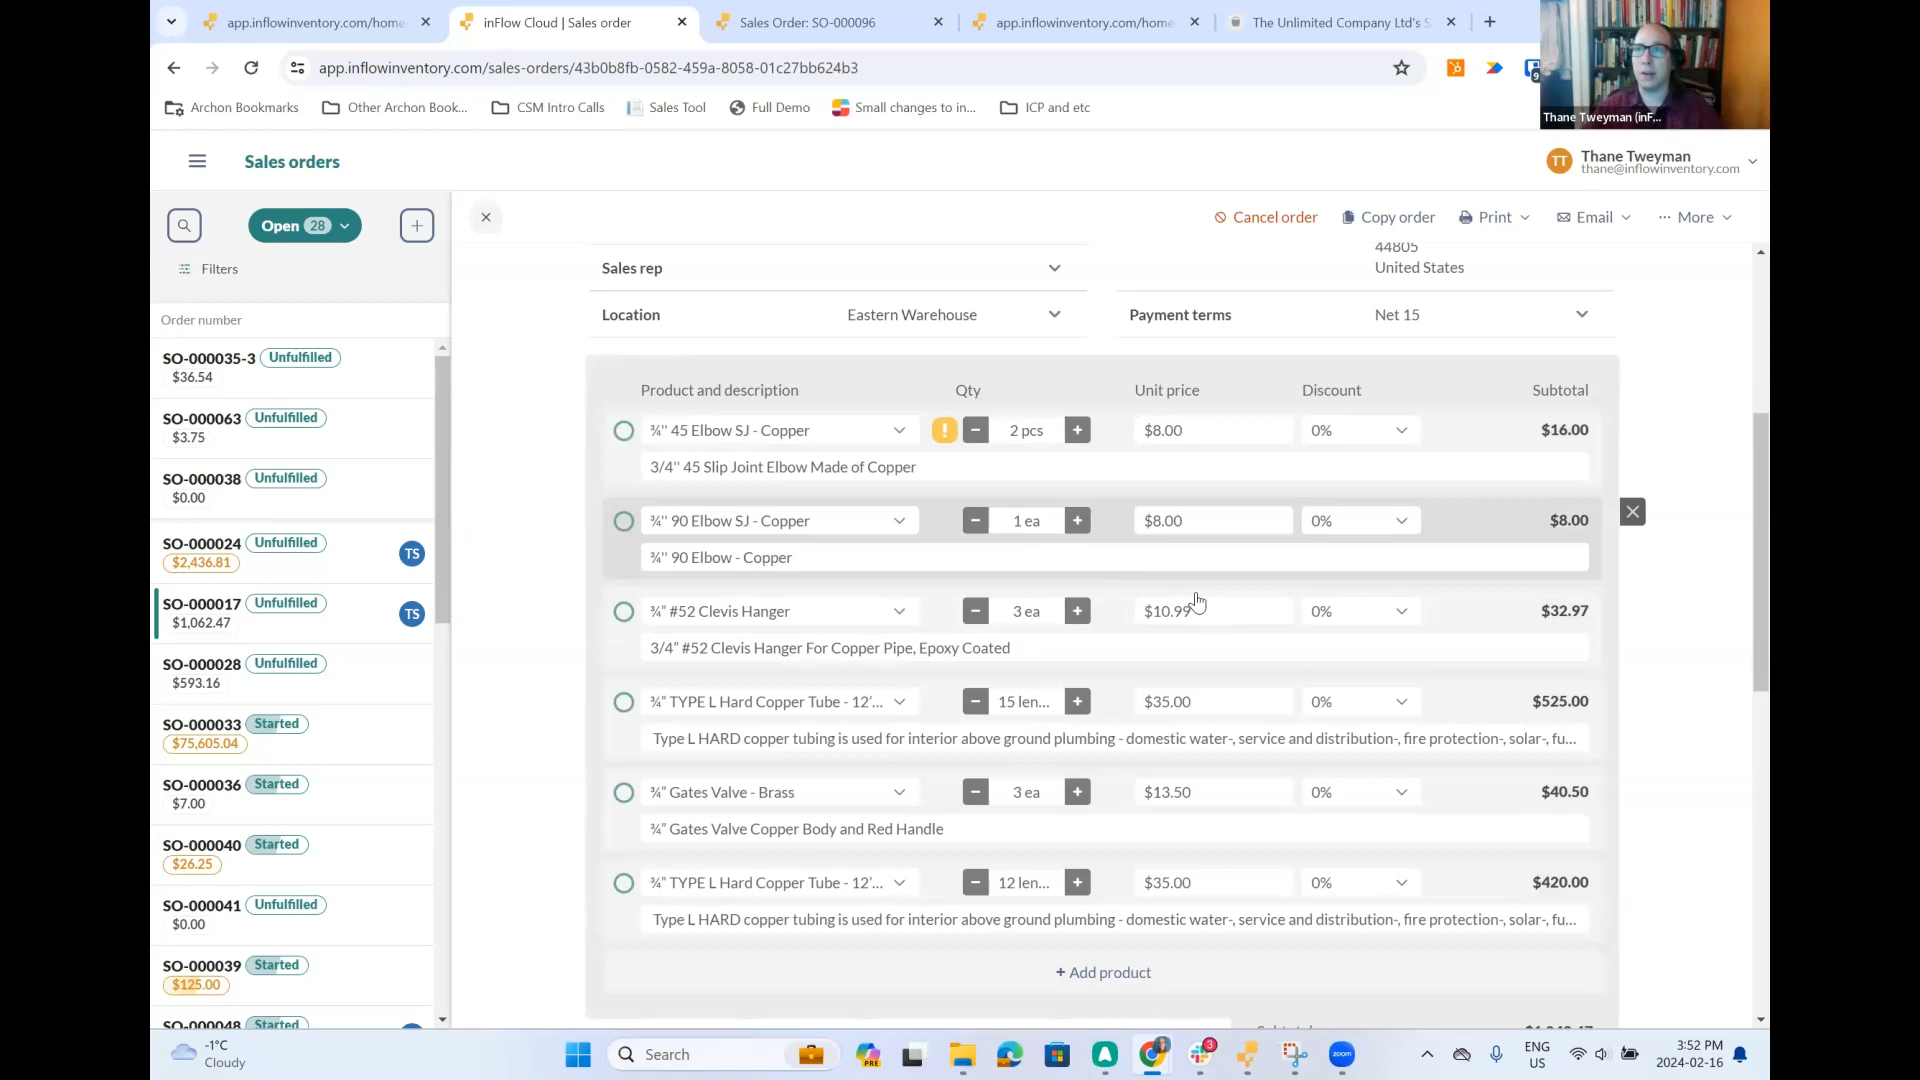 app.inflowinventory.com/home
inFlow Cloud | Sales order
Sales Order: SO-000096
app.inflowinventory.com/home
The Unlimited Company Ltd's S
app.inflowinventory.com/sales-orders/43b0b8fb-0582-459a-8058-01c27bb624b3
9
Archon Bookmarks
Other Archon Book...
CSM Intro Calls
Sales Tool
Full Demo
Small changes to in...
ICP and etc
Thane Tweyman (inF...
Sales orders
TT
Thane Tweyman
thane@inflowinventory.com
Open 28
Filters
Cancel order
Copy order
Print
Email
More
Order number
SO-000035-3 Unfulfilled
$36.54
SO-000063 Unfulfilled
$3.75
SO-000038 Unfulfilled
$0.00
SO-000024 Unfulfilled
$2,436.81
TS
SO-000017 Unfulfilled
$1,062.47
TS
SO-000028 Unfulfilled
$593.16
SO-000033 Started
$75,605.04
SO-000036 Started
$7.00
SO-000040 Started
$26.25
SO-000041 Unfulfilled
$0.00
SO-000039 Started
$125.00
SO-000048 Started
44805
Sales rep
United States
Location Eastern Warehouse
Payment terms Net 15
Product and description Qty Unit price Discount Subtotal
¾'' 45 Elbow SJ - Copper ! − 2 pcs + $8.00 0% $16.00
3/4'' 45 Slip Joint Elbow Made of Copper
¾'' 90 Elbow SJ - Copper − 1 ea + $8.00 0% $8.00
¾'' 90 Elbow - Copper
¾” #52 Clevis Hanger − 3 ea + $10.99 0% $32.97
3/4” #52 Clevis Hanger For Copper Pipe, Epoxy Coated
¾” TYPE L Hard Copper Tube - 12’... − 15 len... + $35.00 0% $525.00
Type L HARD copper tubing is used for interior above ground plumbing - domestic water-, service and distribution-, fire protection-, solar-, fu...
¾” Gates Valve - Brass − 3 ea + $13.50 0% $40.50
¾” Gates Valve Copper Body and Red Handle
¾” TYPE L Hard Copper Tube - 12’... − 12 len... + $35.00 0% $420.00
Type L HARD copper tubing is used for interior above ground plumbing - domestic water-, service and distribution-, fire protection-, solar-, fu...
+ Add product
-1°C
Cloudy
Search
PRE
3
zoom
ENG
US
3:52 PM
2024-02-16